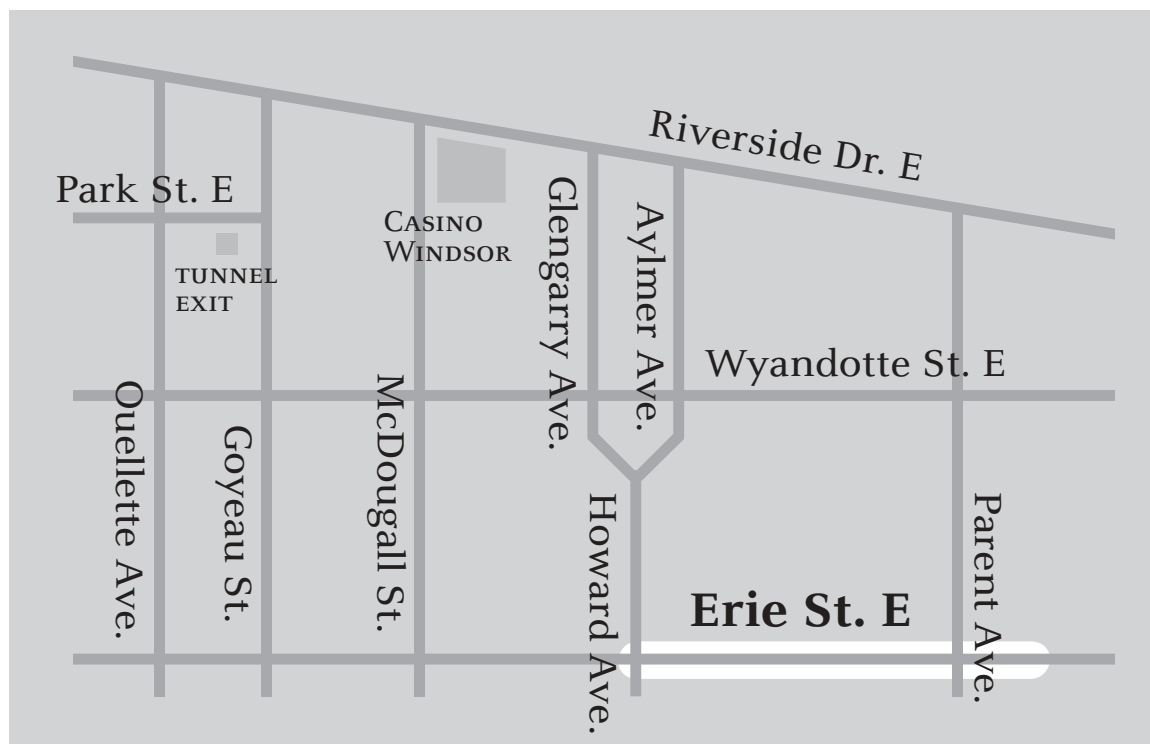 Riverside Dr. E
Park St. E
CASINO
WINDSOR
TUNNEL
EXIT
Glengarry Ave.
Aylmer Ave.
Wyandotte St. E
Ouellette Ave.
Goyeau St.
McDougall St.
Howard Ave.
Parent Ave.
Erie St. E